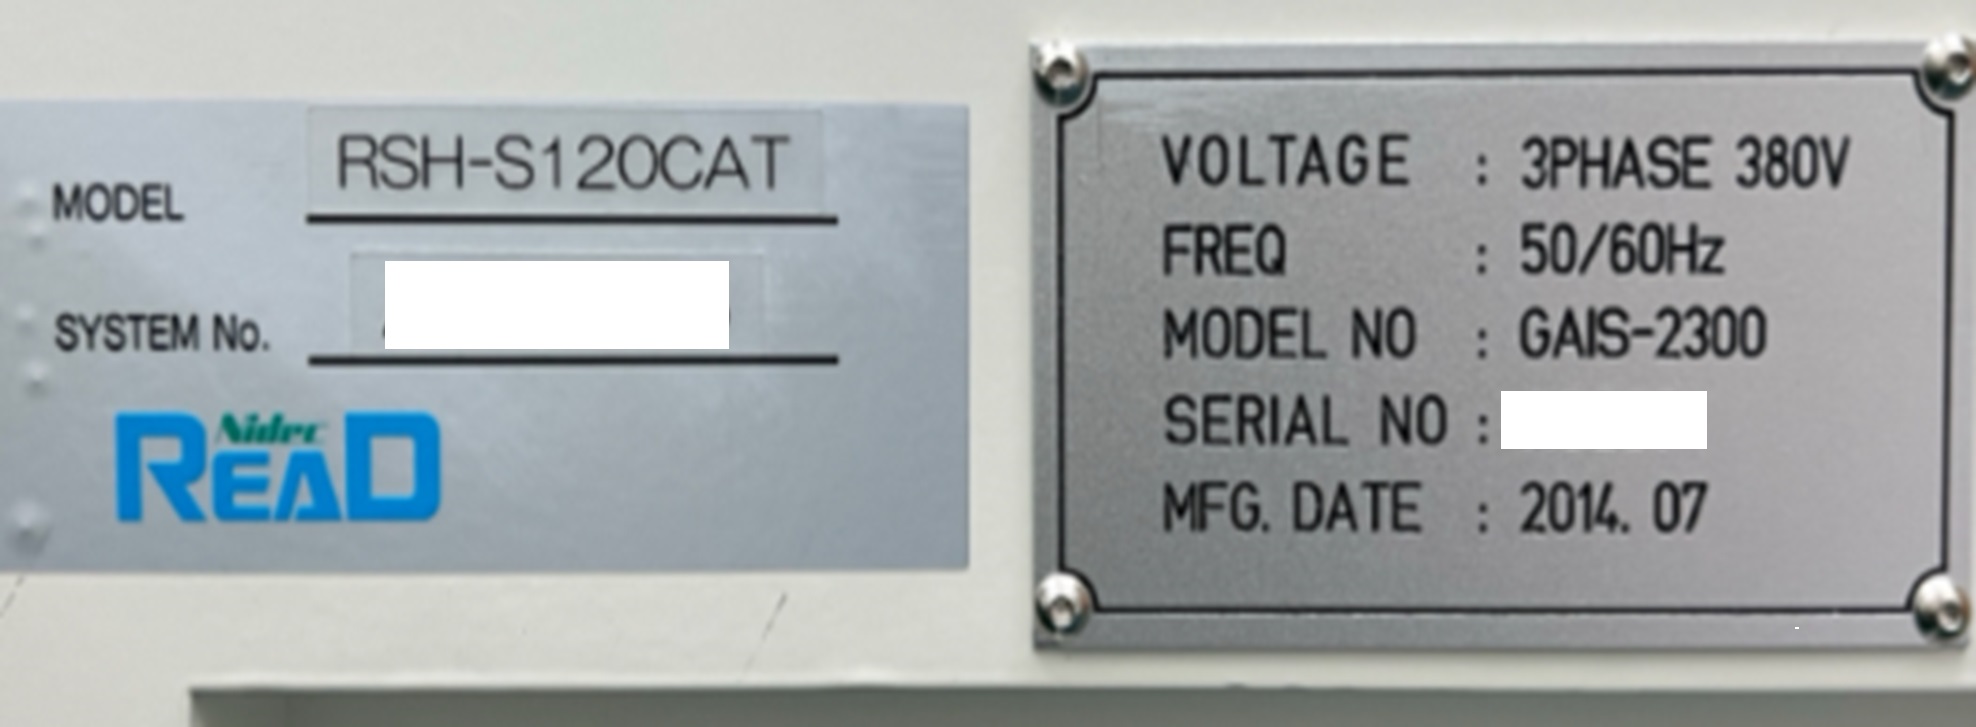 MODEL RSH-S120CAT
SYSTEM No.
Nidec
READ
VOLTAGE : 3PHASE 380V
FREQ : 50/60Hz
MODEL NO : GAIS-2300
SERIAL NO :
MFG. DATE : 2014. 07